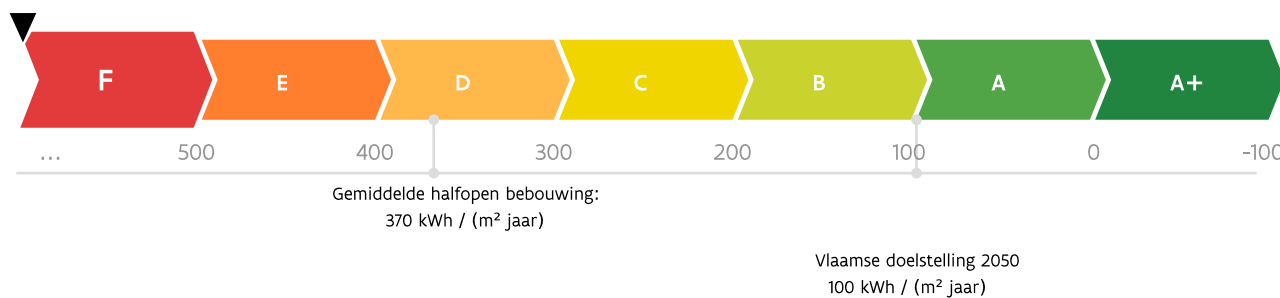 F E D C B A A+
... 500 400 300 200 100 0 -100
Gemiddelde halfopen bebouwing:
370 kWh / (m² jaar)
Vlaamse doelstelling 2050
100 kWh / (m² jaar)